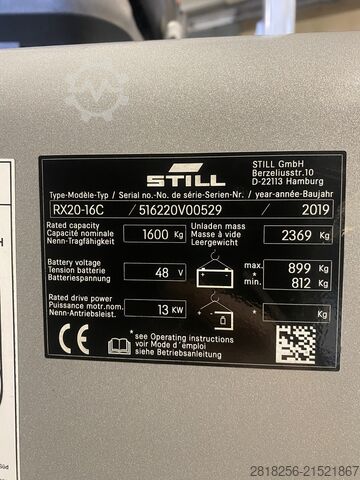 STILL
STILL GmbH
Berzeliusstr.10
D-22113 Hamburg
Type-Modèle-Typ / Serial no.-No. de série-Serien-Nr. / year-année-Baujahr
RX20-16C / 516220V00529 / 2019
Rated capacity
Capacité nominale
Nenn-Tragfähigkeit
1600 Kg
Unladen mass
Masse à vide
Leergewicht
2369 Kg
Battery voltage
Tension batterie
Batteriespannung
48 V
max. 899 Kg
*
min. 812 Kg
Rated drive power
Puissance motr.nom.
Nenn-Antriebsleist.
13 KW
* Kg
CE
*see Operating instructions
voir Mode d'emploi
siehe Betriebsanleitung
H
Süd
2818256-21521867